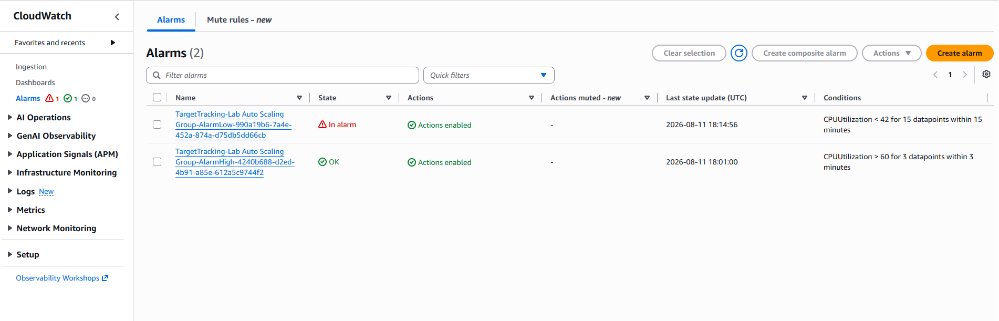 CloudWatch
Favorites and recents
Ingestion
Dashboards
Alarms 1 1 0
AI Operations
GenAI Observability
Application Signals (APM)
Infrastructure Monitoring
Logs New
Metrics
Network Monitoring
Setup
Observability Workshops
Alarms
Mute rules - new
Alarms (2)
Clear selection
Create composite alarm
Actions
Create alarm
Filter alarms
Quick filters
1
Name
State
Actions
Actions muted - new
Last state update (UTC)
Conditions
TargetTracking-Lab Auto Scaling
Group-AlarmLow-990a19b6-7a4e-
452a-874a-d75db5dd66cb
In alarm
Actions enabled
-
2026-08-11 18:14:56
CPUUtilization < 42 for 15 datapoints within 15
minutes
TargetTracking-Lab Auto Scaling
Group-AlarmHigh-4240b688-d2ed-
4b91-a85e-612a5c9744f2
OK
Actions enabled
-
2026-08-11 18:01:00
CPUUtilization > 60 for 3 datapoints within 3
minutes